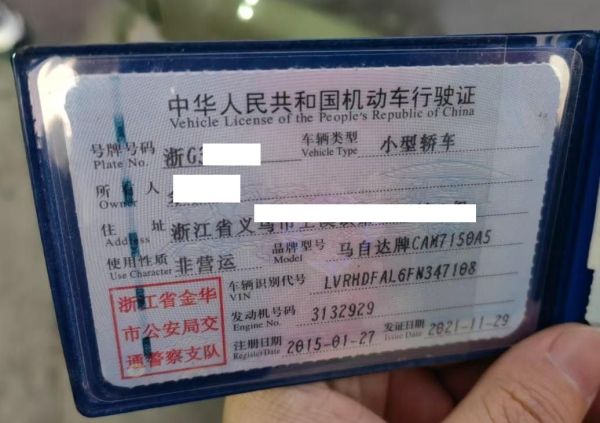 中华人民共和国机动车行驶证
Vehicle License of the People's Republic of China
号牌号码 浙G3 车辆类型 小型轿车
Plate No. Vehicle Type
所有人
Owner
住址 浙江省义乌市
Address
使用性质 非营运 品牌型号 马自达牌CAM7150A5
Use Character Model
浙江省金华
市公安局交
通警察支队
车辆识别代号 LVRHDFAL6FN347108
VIN
发动机号码 3132929
Engine No.
注册日期 2015-01-27 发证日期 2021-11-29
Register Date Issue Date